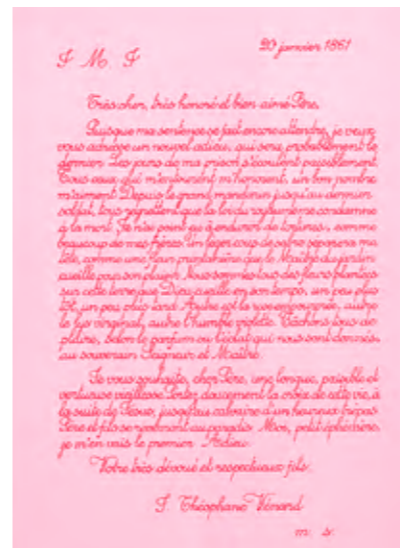 J M J
20 janvier 1861
Très cher, très honoré et bien-aimé Père,
Puisque ma sentence se fait encore attendre, je veux
vous adresser un nouvel adieu, qui sera probablement le
dernier. Les jours de ma prison s'écoulent paisiblement.
Tous ceux qui m'entourent m'honorent, un bon nombre
m'aiment. Depuis le grand mandarin jusqu'au dernier
soldat, tous regrettent que la loi du royaume me condamne
à la mort. Je n'ai point eu à endurer de tortures, comme
beaucoup de mes frères. Un léger coup de sabre séparera ma
tête, comme une fleur printanière que le Maître du jardin
cueille pour son plaisir. Nous sommes tous des fleurs plantées
sur cette terre que Dieu cueille en son temps, un peu plus
tôt, un peu plus tard. Autre est la rose empourprée, autre
le lys virginal, autre l'humble violette. Tâchons tous de
plaire, selon le parfum ou l'éclat qui nous sont donnés,
au souverain Seigneur et Maître.
Je vous souhaite, cher Père, une longue, paisible et
vertueuse vieillesse. Portez doucement la croix de cette vie, à
la suite de Jésus, jusqu'au calvaire d'un heureux trépas.
Père et fils se reverront au paradis. Moi, petit éphémère,
je m'en vais le premier. Adieu.
Votre très dévoué et respectueux fils.
J. Théophane Vénard
m. s.